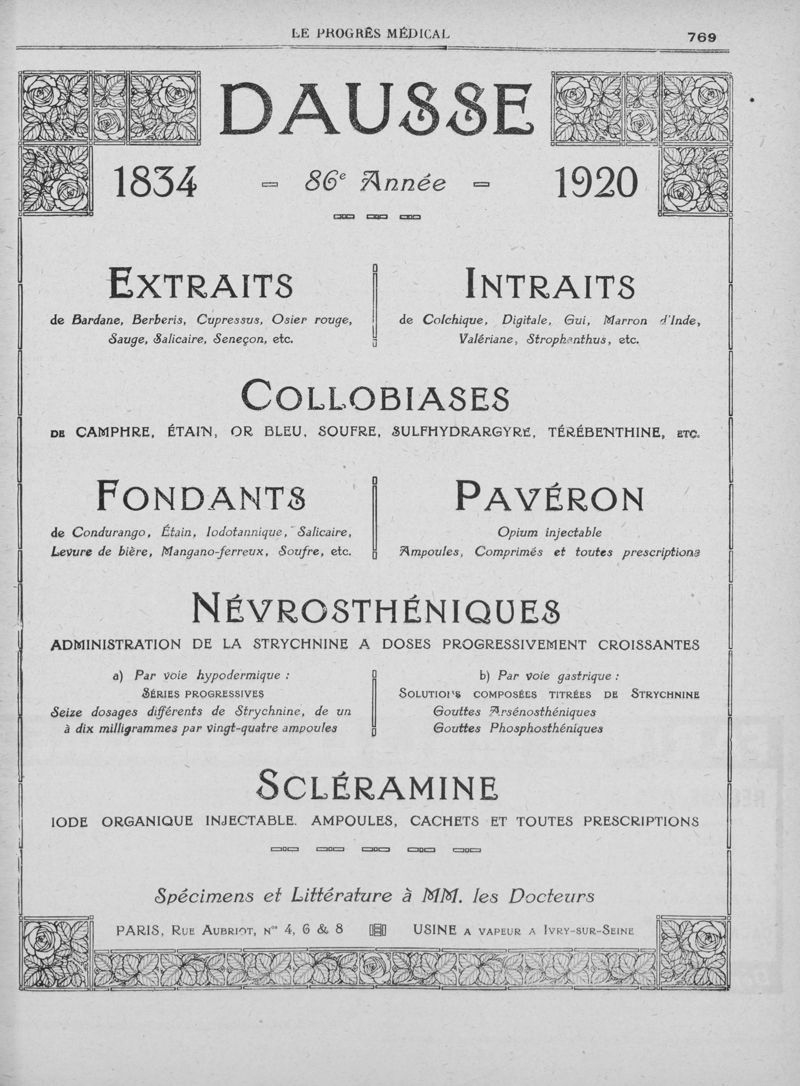 LE PROGRÈS MÉDICAL
769
DAUSSE
1834 - 86e Année - 1920
EXTRAITS
de Bardane, Berberis, Cupressus, Osier rouge,
Sauge, Salicaire, Seneçon, etc.
INTRAITS
de Colchique, Digitale, Gui, Marron d'Inde,
Valériane, Strophanthus, etc.
COLLOBIASES
DE CAMPHRE, ÉTAIN, OR BLEU, SOUFRE, SULFHYDRARGYRE, TÉRÉBENTHINE, ETC.
FONDANTS
de Condurango, Étain, Iodotannique, Salicaire,
Levure de bière, Mangano-ferreux, Soufre, etc.
PAVÉRON
Opium injectable
Ampoules, Comprimés et toutes prescriptions
NÉVROSTHÉNIQUES
ADMINISTRATION DE LA STRYCHNINE A DOSES PROGRESSIVEMENT CROISSANTES
a) Par voie hypodermique :
SÉRIES PROGRESSIVES
Seize dosages différents de Strychnine, de un
à dix milligrammes par vingt-quatre ampoules
b) Par voie gastrique :
SOLUTIONS COMPOSÉES TITRÉES DE STRYCHNINE
Gouttes Arsénosthéniques
Gouttes Phosphosthéniques
SCLÉRAMINE
IODE ORGANIQUE INJECTABLE. AMPOULES, CACHETS ET TOUTES PRESCRIPTIONS
Spécimens et Littérature à MM. les Docteurs
PARIS, RUE AUBRIOT, Nos 4, 6 & 8 USINE A VAPEUR A IVRY-SUR-SEINE